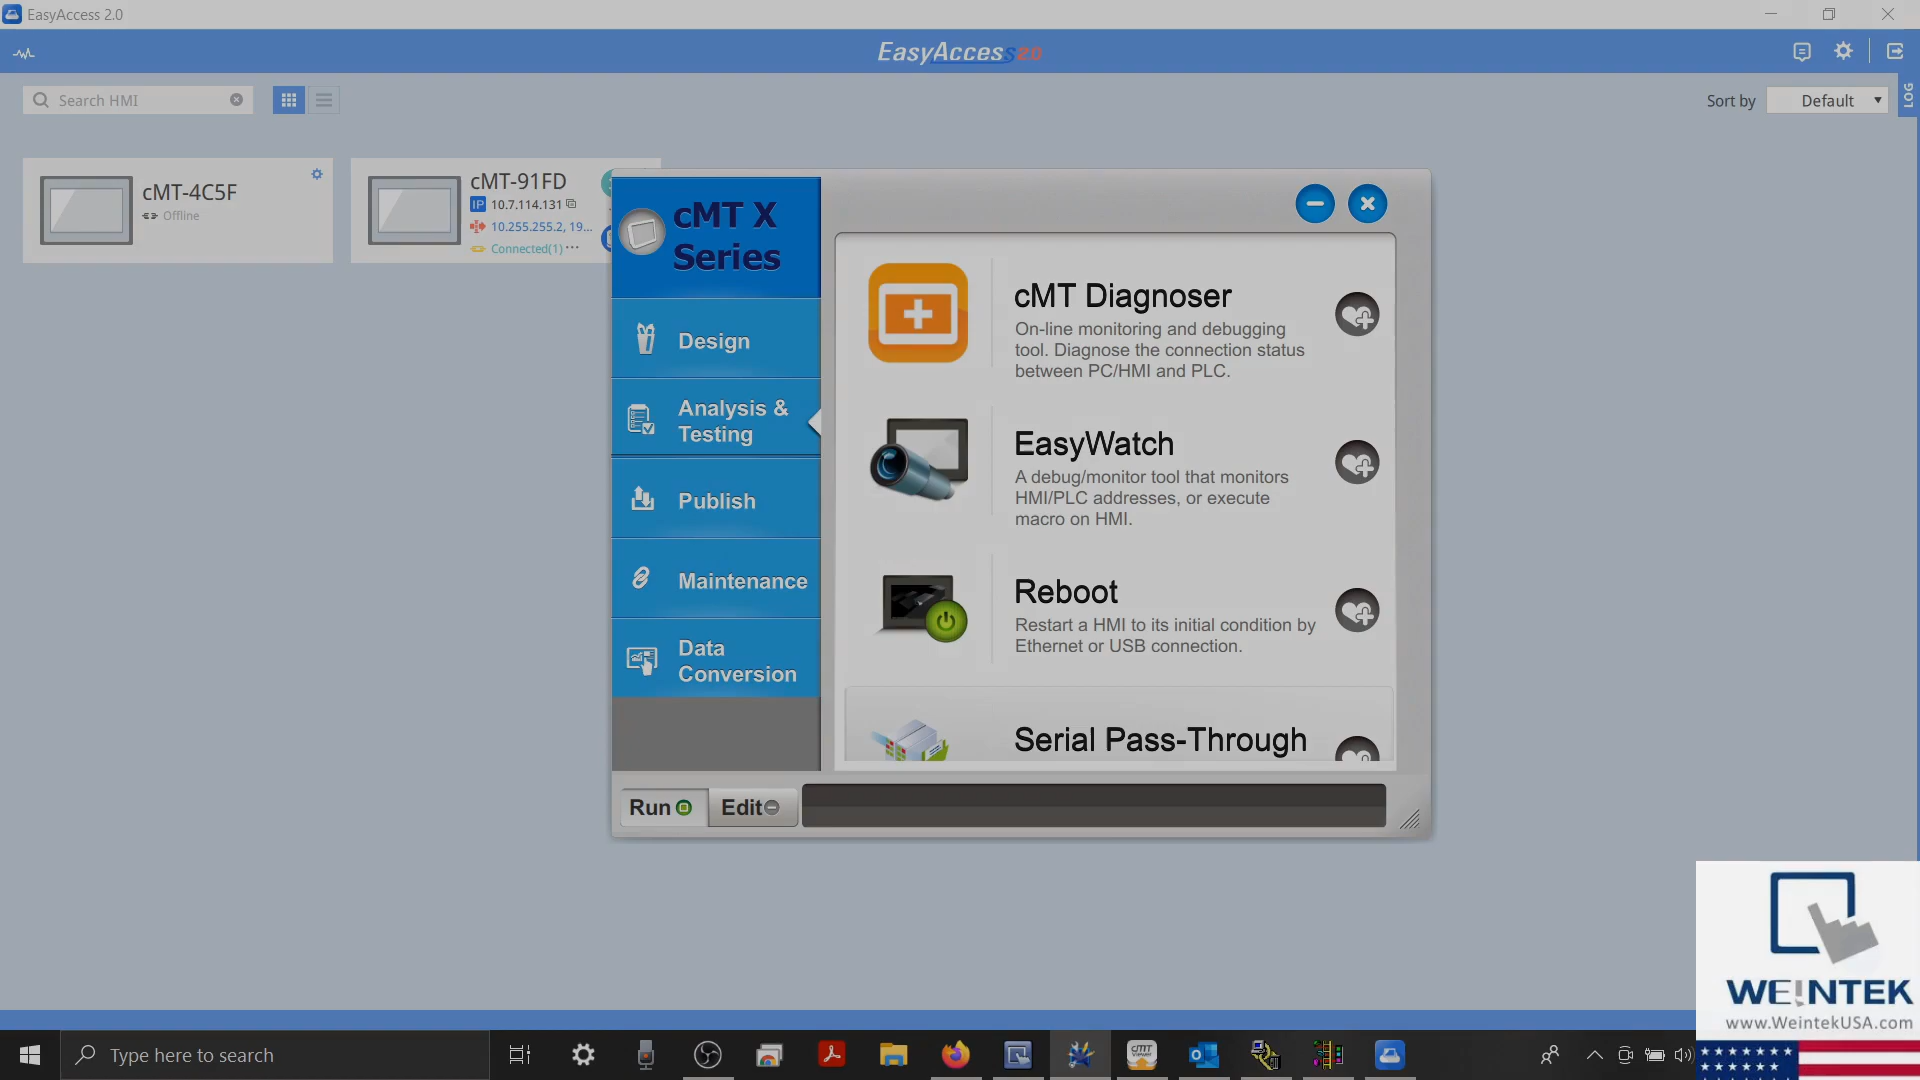 EasyAccess 2.0
EasyAccess 2.0
Search HMI
Sort by
Default
LOG
cMT-4C5F
Offline
cMT-91FD
IP 10.7.114.131
10.255.255.2, 19...
Connected(1) ...
cMT X
Series
Design
Analysis &
Testing
Publish
Maintenance
Data
Conversion
cMT Diagnoser
On-line monitoring and debugging
tool. Diagnose the connection status
between PC/HMI and PLC.
EasyWatch
A debug/monitor tool that monitors
HMI/PLC addresses, or execute
macro on HMI.
Reboot
Restart a HMI to its initial condition by
Ethernet or USB connection.
Serial Pass-Through
Run
Edit
WEINTEK
www.WeintekUSA.com
Type here to search
cMT
VIEWER